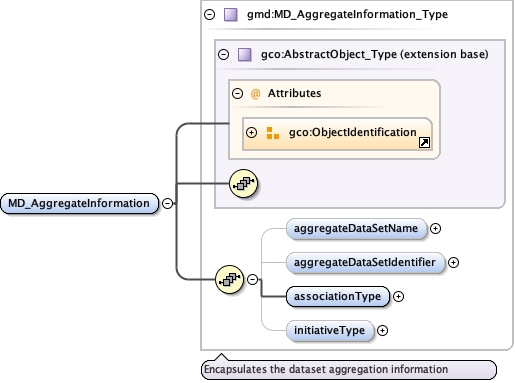 gmd:MD_AggregateInformation_Type
gco:AbstractObject_Type (extension base)
@ Attributes
gco:ObjectIdentification
MD_AggregateInformation
aggregateDataSetName
aggregateDataSetIdentifier
associationType
initiativeType
Encapsulates the dataset aggregation information